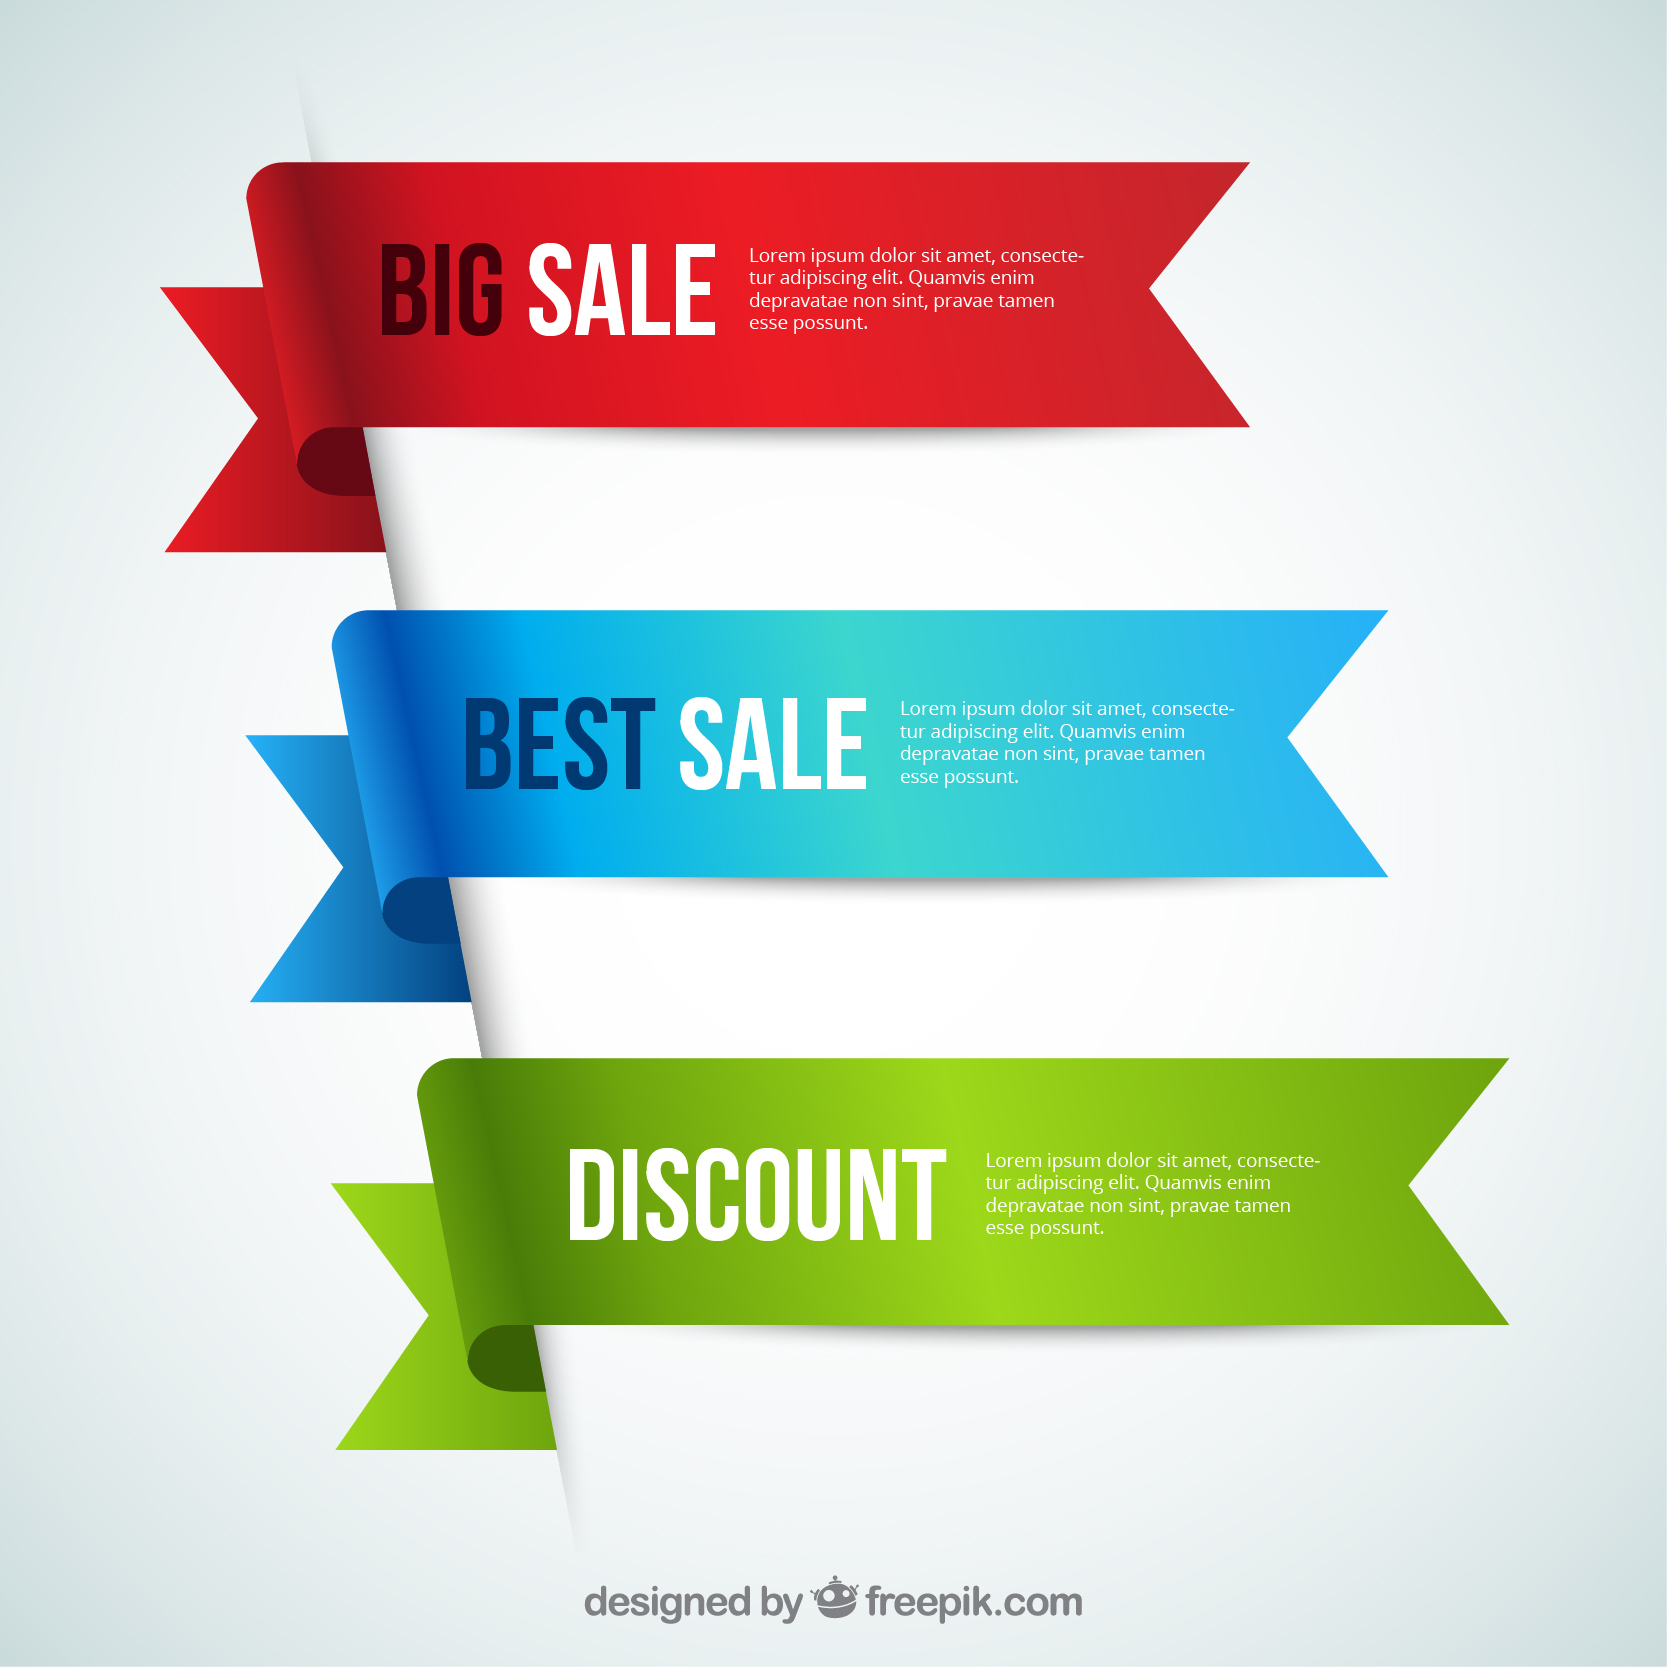 BIG SALE
Lorem ipsum dolor sit amet, consecte-
tur adipiscing elit. Quamvis enim
depravatae non sint, pravae tamen
esse possunt.
BEST SALE
Lorem ipsum dolor sit amet, consecte-
tur adipiscing elit. Quamvis enim
depravatae non sint, pravae tamen
esse possunt.
DISCOUNT
Lorem ipsum dolor sit amet, consecte-
tur adipiscing elit. Quamvis enim
depravatae non sint, pravae tamen
esse possunt.
designed by freepik.com